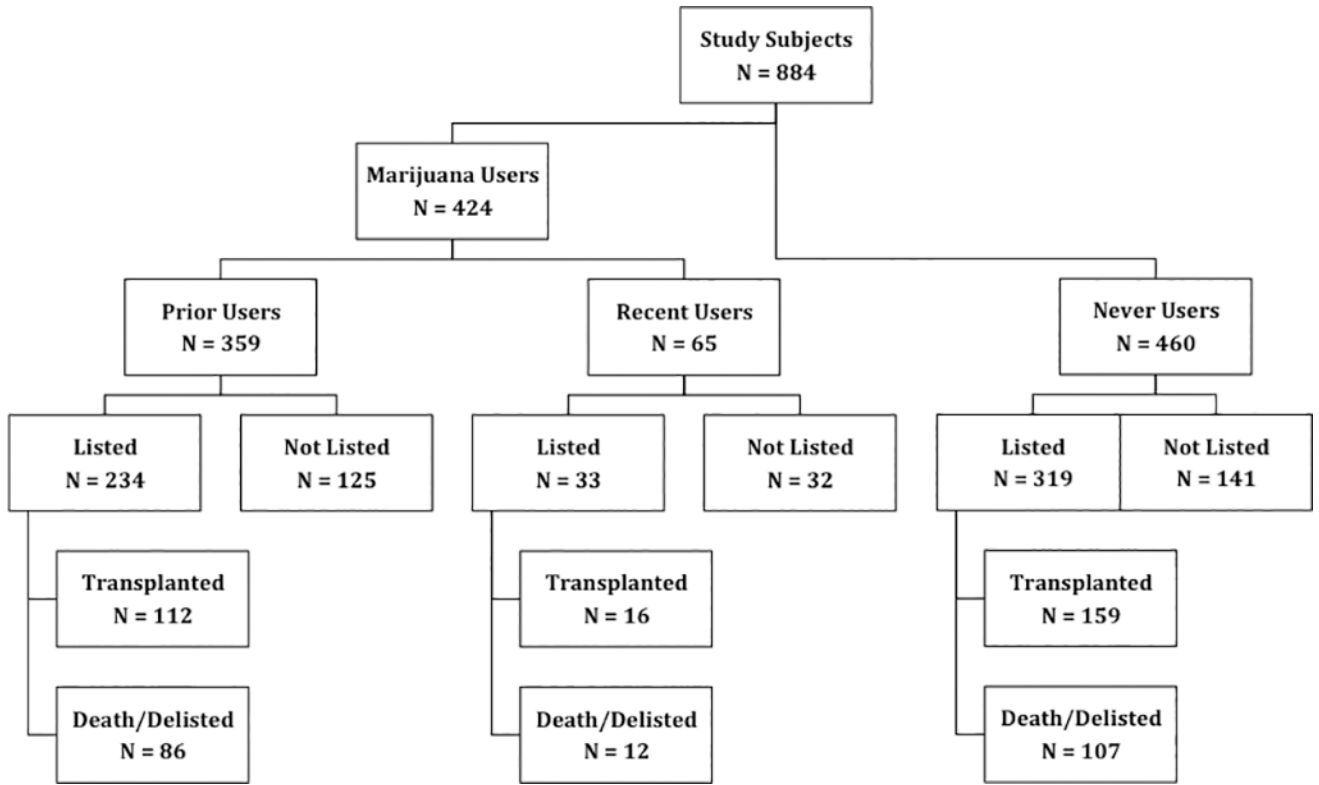 Study Subjects
N = 884
Marijuana Users
N = 424
Prior Users
N = 359
Recent Users
N = 65
Never Users
N = 460
Listed
N = 234
Not Listed
N = 125
Listed
N = 33
Not Listed
N = 32
Listed
N = 319
Not Listed
N = 141
Transplanted
N = 112
Transplanted
N = 16
Transplanted
N = 159
Death/Delisted
N = 86
Death/Delisted
N = 12
Death/Delisted
N = 107